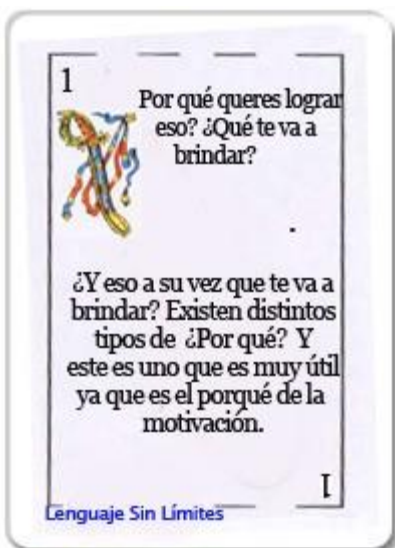 1
Por qué queres lograr
eso? ¿Qué te va a
brindar?
¿Y eso a su vez que te va a
brindar? Existen distintos
tipos de ¿Por qué? Y
este es uno que es muy útil
ya que es el porqué de la
motivación.
1
Lenguaje Sin Límites